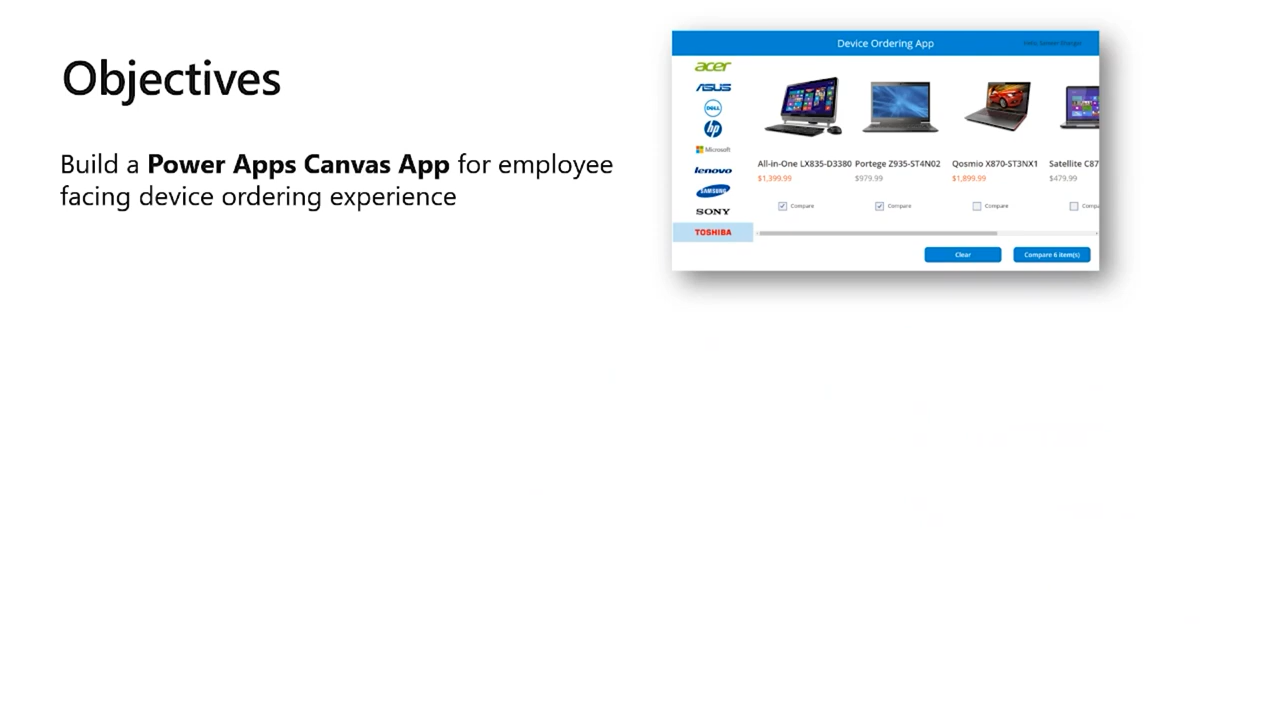 Objectives
Build a Power Apps Canvas App for employee
facing device ordering experience
Device Ordering App
acer
ASUS
DELL
hp
Microsoft
lenovo
SAMSUNG
SONY
TOSHIBA
All-in-One LX835-D3380 Portege Z935-ST4N02 Qosmio X870-ST3NX1 Satellite C87
$1,399.99 $979.99 $1,899.99 $479.99
Compare Compare Compare Compa
Clear Compare 6 item(s)